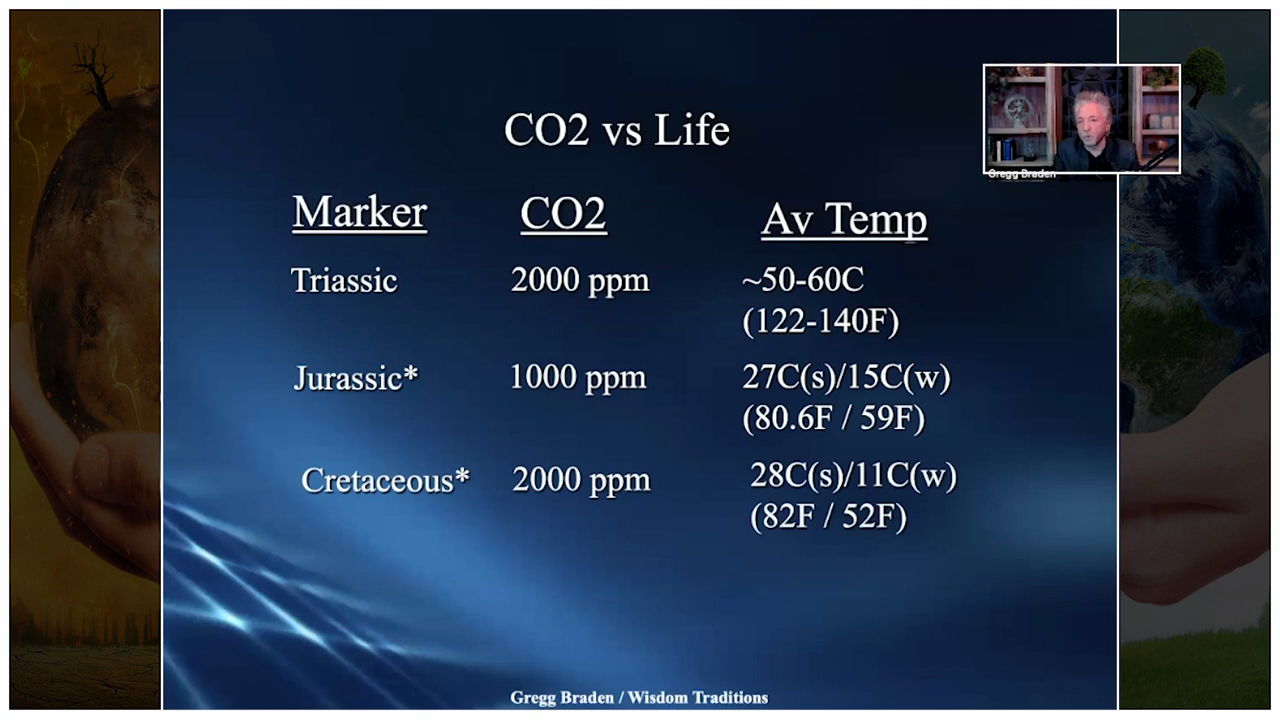 CO2 vs Life
Marker CO2 Av Temp
Triassic 2000 ppm ~50-60C
(122-140F)
Jurassic* 1000 ppm 27C(s)/15C(w)
(80.6F / 59F)
Cretaceous* 2000 ppm 28C(s)/11C(w)
(82F / 52F)
Gregg Braden
Gregg Braden / Wisdom Traditions